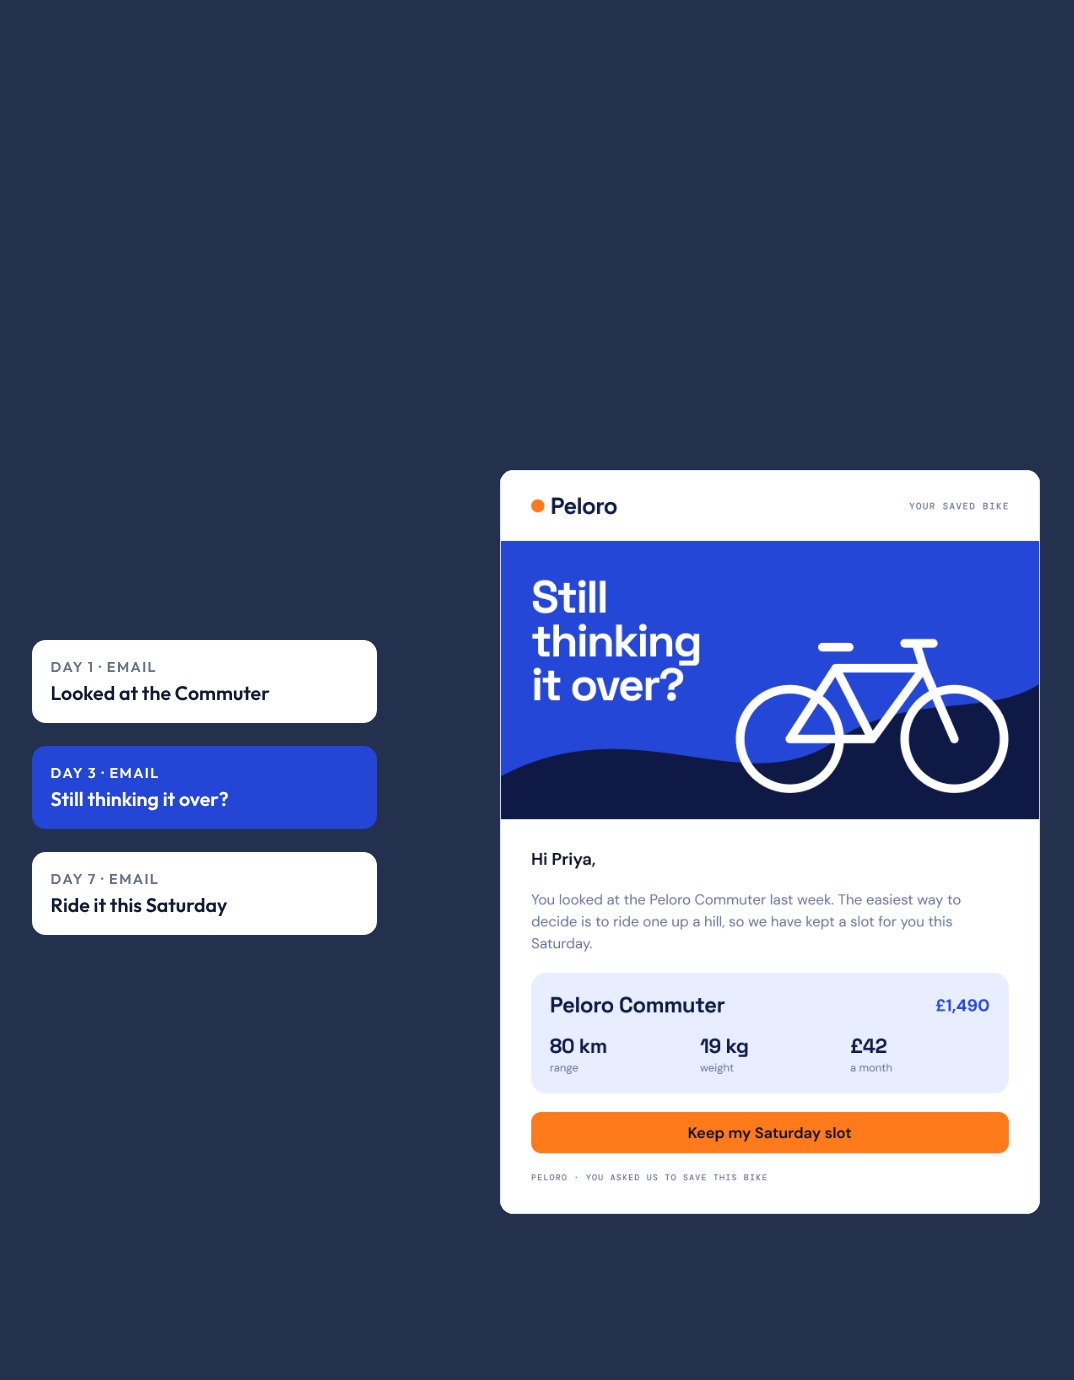 DAY 1 · EMAIL
Looked at the Commuter
DAY 3 · EMAIL
Still thinking it over?
DAY 7 · EMAIL
Ride it this Saturday
Peloro
YOUR SAVED BIKE
Still
thinking
it over?
Hi Priya,
You looked at the Peloro Commuter last week. The easiest way to
decide is to ride one up a hill, so we have kept a slot for you this
Saturday.
Peloro Commuter
£1,490
80 km
19 kg
£42
range
weight
a month
Keep my Saturday slot
PELORO · YOU ASKED US TO SAVE THIS BIKE